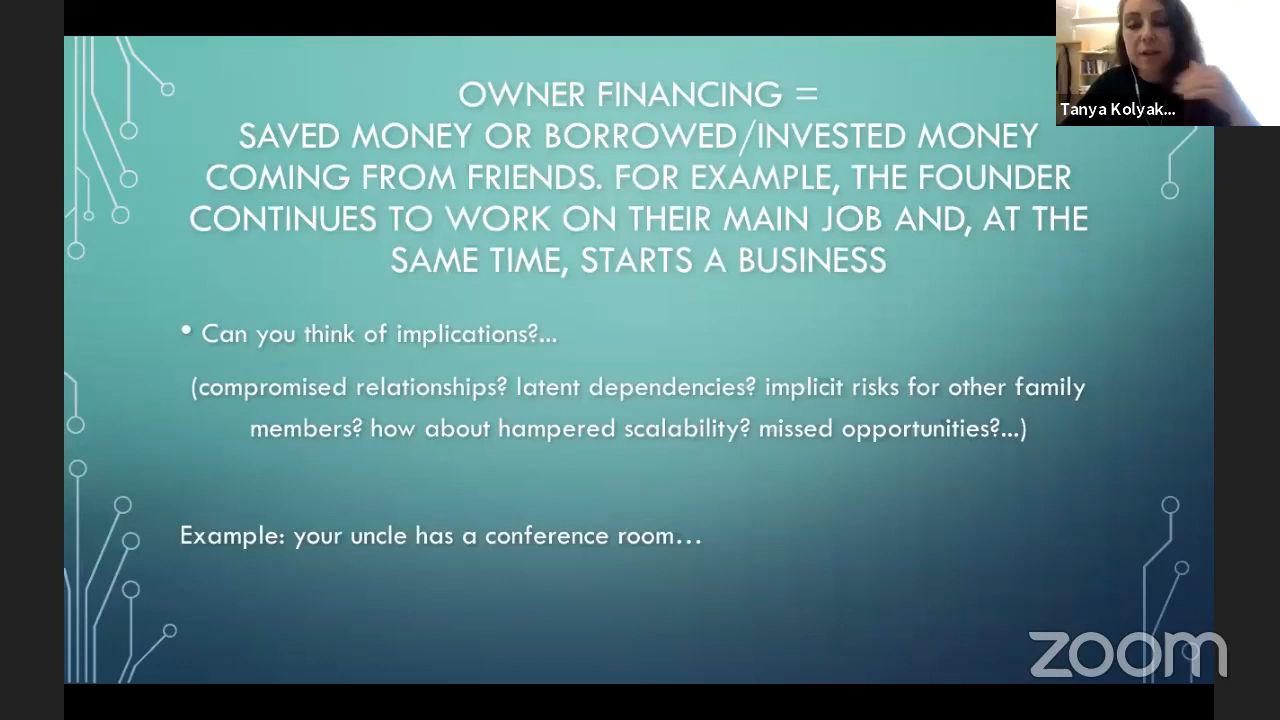 OWNER FINANCING =
SAVED MONEY OR BORROWED/INVESTED MONEY
COMING FROM FRIENDS. FOR EXAMPLE, THE FOUNDER
CONTINUES TO WORK ON THEIR MAIN JOB AND, AT THE
SAME TIME, STARTS A BUSINESS
• Can you think of implications?...
(compromised relationships? latent dependencies? implicit risks for other family
members? how about hampered scalability? missed opportunities?...)
Example: your uncle has a conference room…
Tanya Kolyak...
zoom